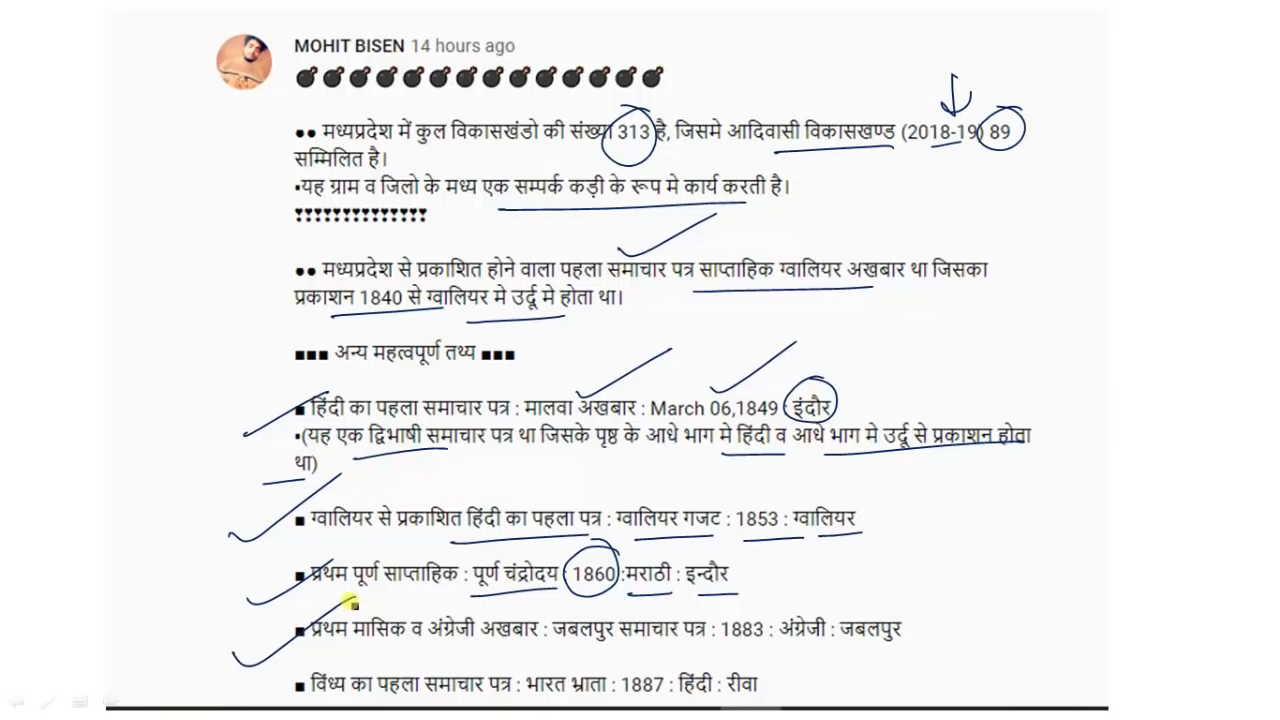 MOHIT BISEN 14 hours ago
💣💣💣💣💣💣💣💣💣💣💣💣💣💣
●● मध्यप्रदेश में कुल विकासखंडो की संख्या 313 है, जिसमे आदिवासी विकासखण्ड (2018-19) 89
सम्मिलित है।
▪यह ग्राम व जिलो के मध्य एक सम्पर्क कड़ी के रूप मे कार्य करती है।
❣❣❣❣❣❣❣❣❣❣❣❣❣❣
●● मध्यप्रदेश से प्रकाशित होने वाला पहला समाचार पत्र साप्ताहिक ग्वालियर अखबार था जिसका
प्रकाशन 1840 से ग्वालियर मे उर्दू मे होता था।
■■■ अन्य महत्वपूर्ण तथ्य ■■■
■ हिंदी का पहला समाचार पत्र : मालवा अखबार : March 06,1849 : इंदौर
▪(यह एक द्विभाषी समाचार पत्र था जिसके पृष्ठ के आधे भाग मे हिंदी व आधे भाग मे उर्दू से प्रकाशन होता
था)
■ ग्वालियर से प्रकाशित हिंदी का पहला पत्र : ग्वालियर गजट : 1853 : ग्वालियर
■ प्रथम पूर्ण साप्ताहिक : पूर्ण चंद्रोदय : 1860 :मराठी : इन्दौर
■ प्रथम मासिक व अंग्रेजी अखबार : जबलपुर समाचार पत्र : 1883 : अंग्रेजी : जबलपुर
■ विंध्य का पहला समाचार पत्र : भारत भ्राता : 1887 : हिंदी : रीवा